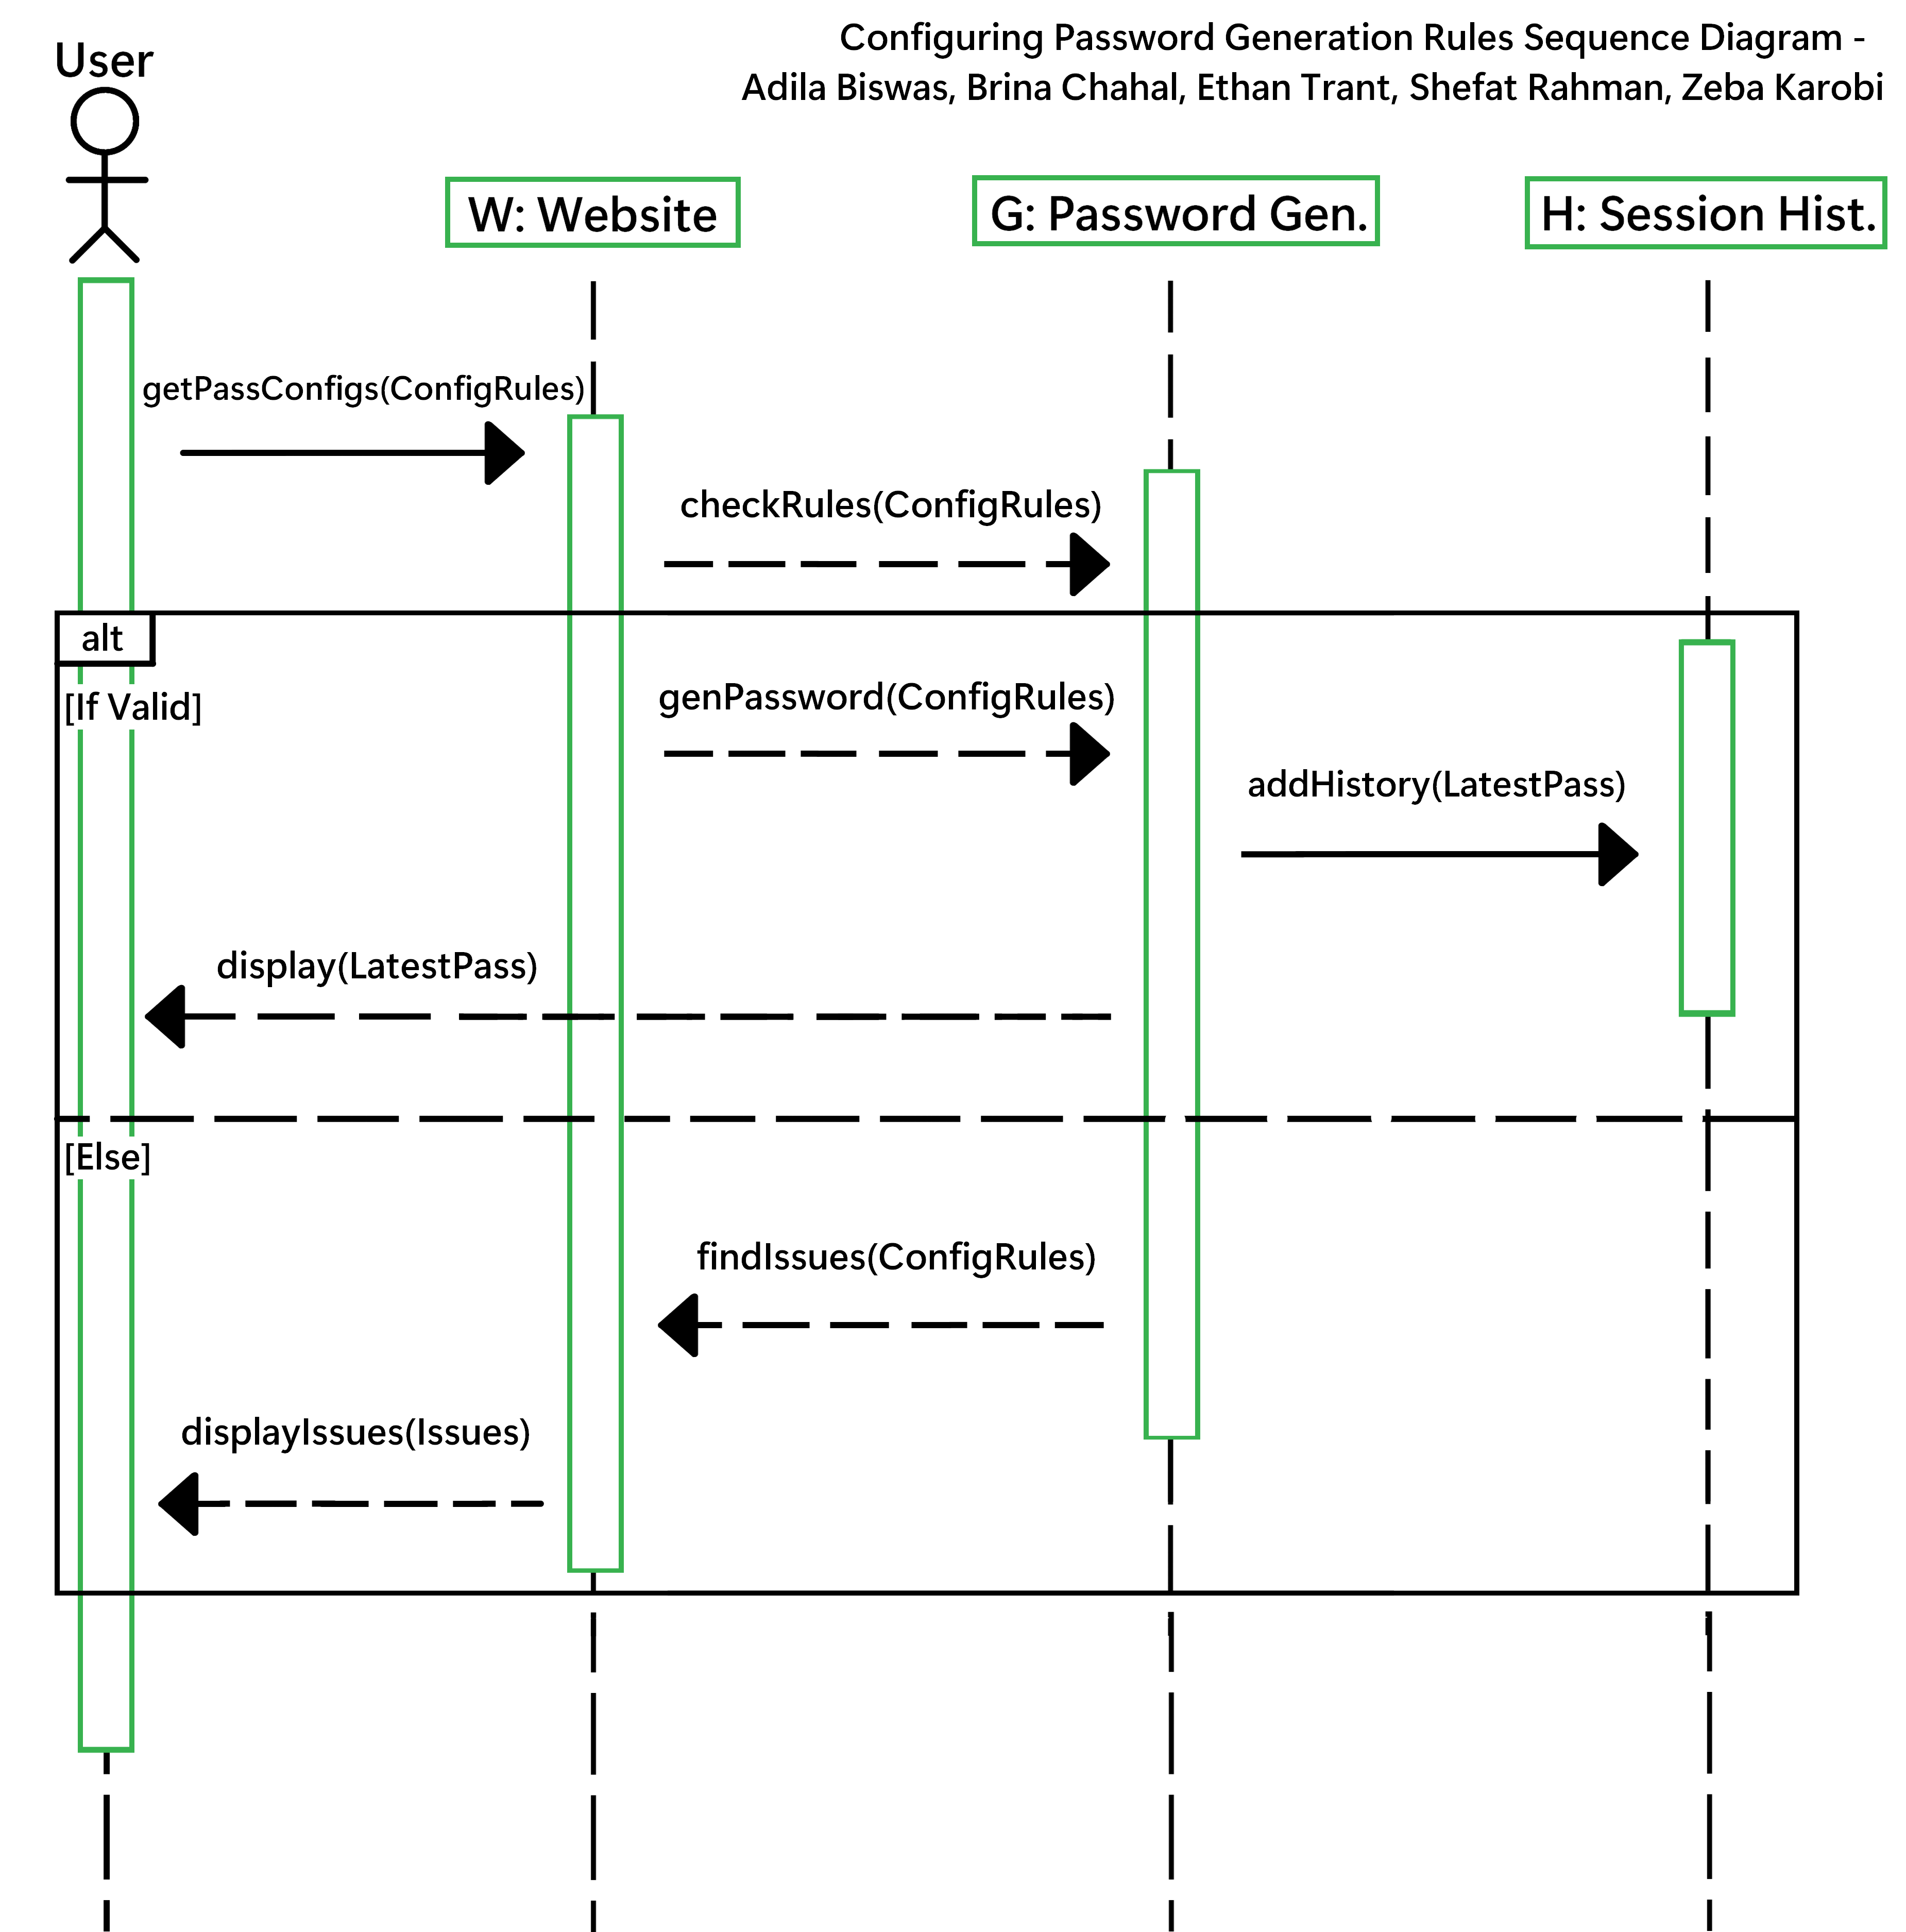 Configuring Password Generation Rules Sequence Diagram -
Adila Biswas, Brina Chahal, Ethan Trant, Shefat Rahman, Zeba Karobi
User
W: Website
G: Password Gen.
H: Session Hist.
getPassConfigs(ConfigRules)
checkRules(ConfigRules)
alt
[If Valid]
genPassword(ConfigRules)
addHistory(LatestPass)
display(LatestPass)
[Else]
findIssues(ConfigRules)
displayIssues(Issues)